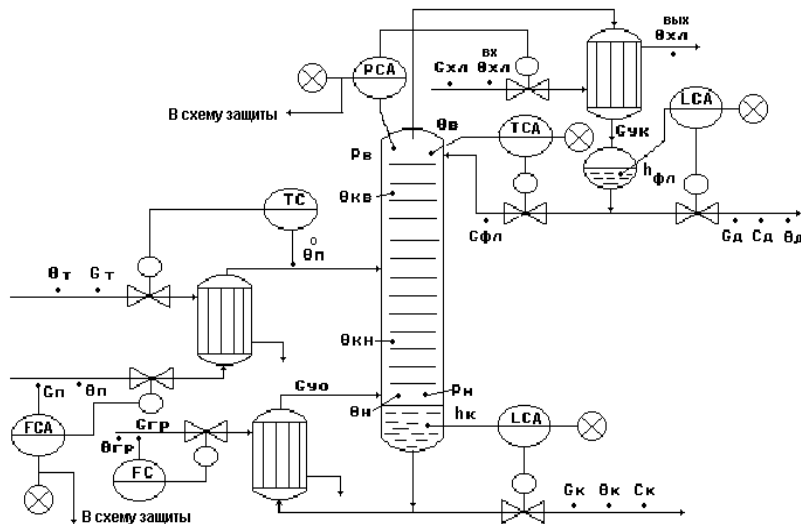 вых
θхл
PCA
вх
Gхл θхл
LCA
В схему защиты
θв
TCA
Gук
Pв
hфл
θкв
TC
Gфл
Gд Cд θд
o
θп
θт Gт
θкн
Gуо
Pн
Gп θп
θн
hк
LCA
FCA
Gгр
θгр
FC
Gк θк Cк
В схему защиты